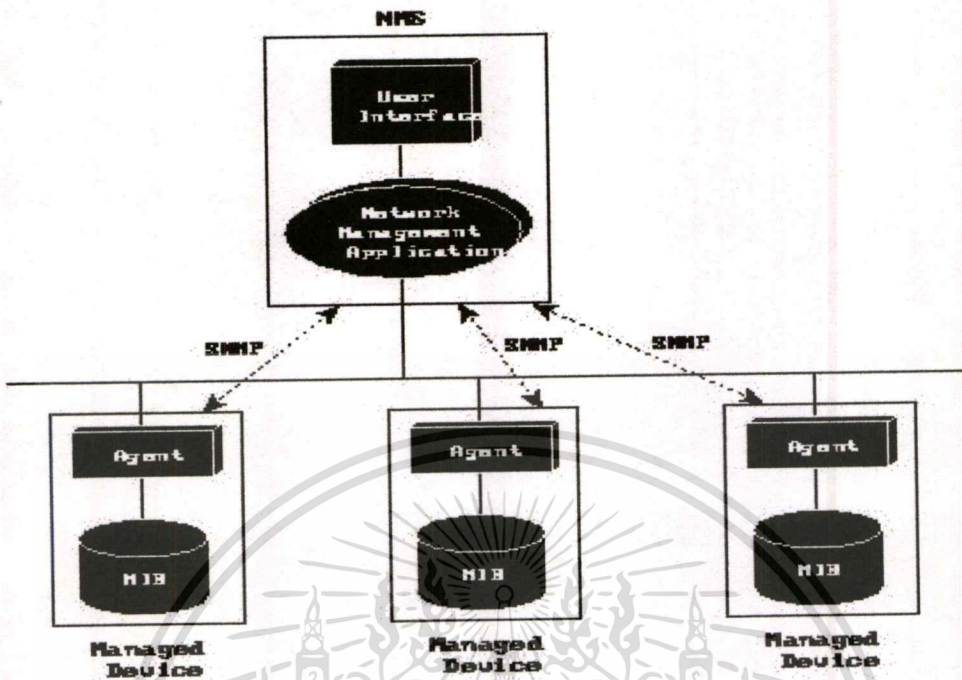 NMS
User
Interface
Network
Management
Application
SNMP
SNMP
SNMP
Agent
Agent
Agent
MIB
MIB
MIB
Managed
Device
Managed
Device
Managed
Device